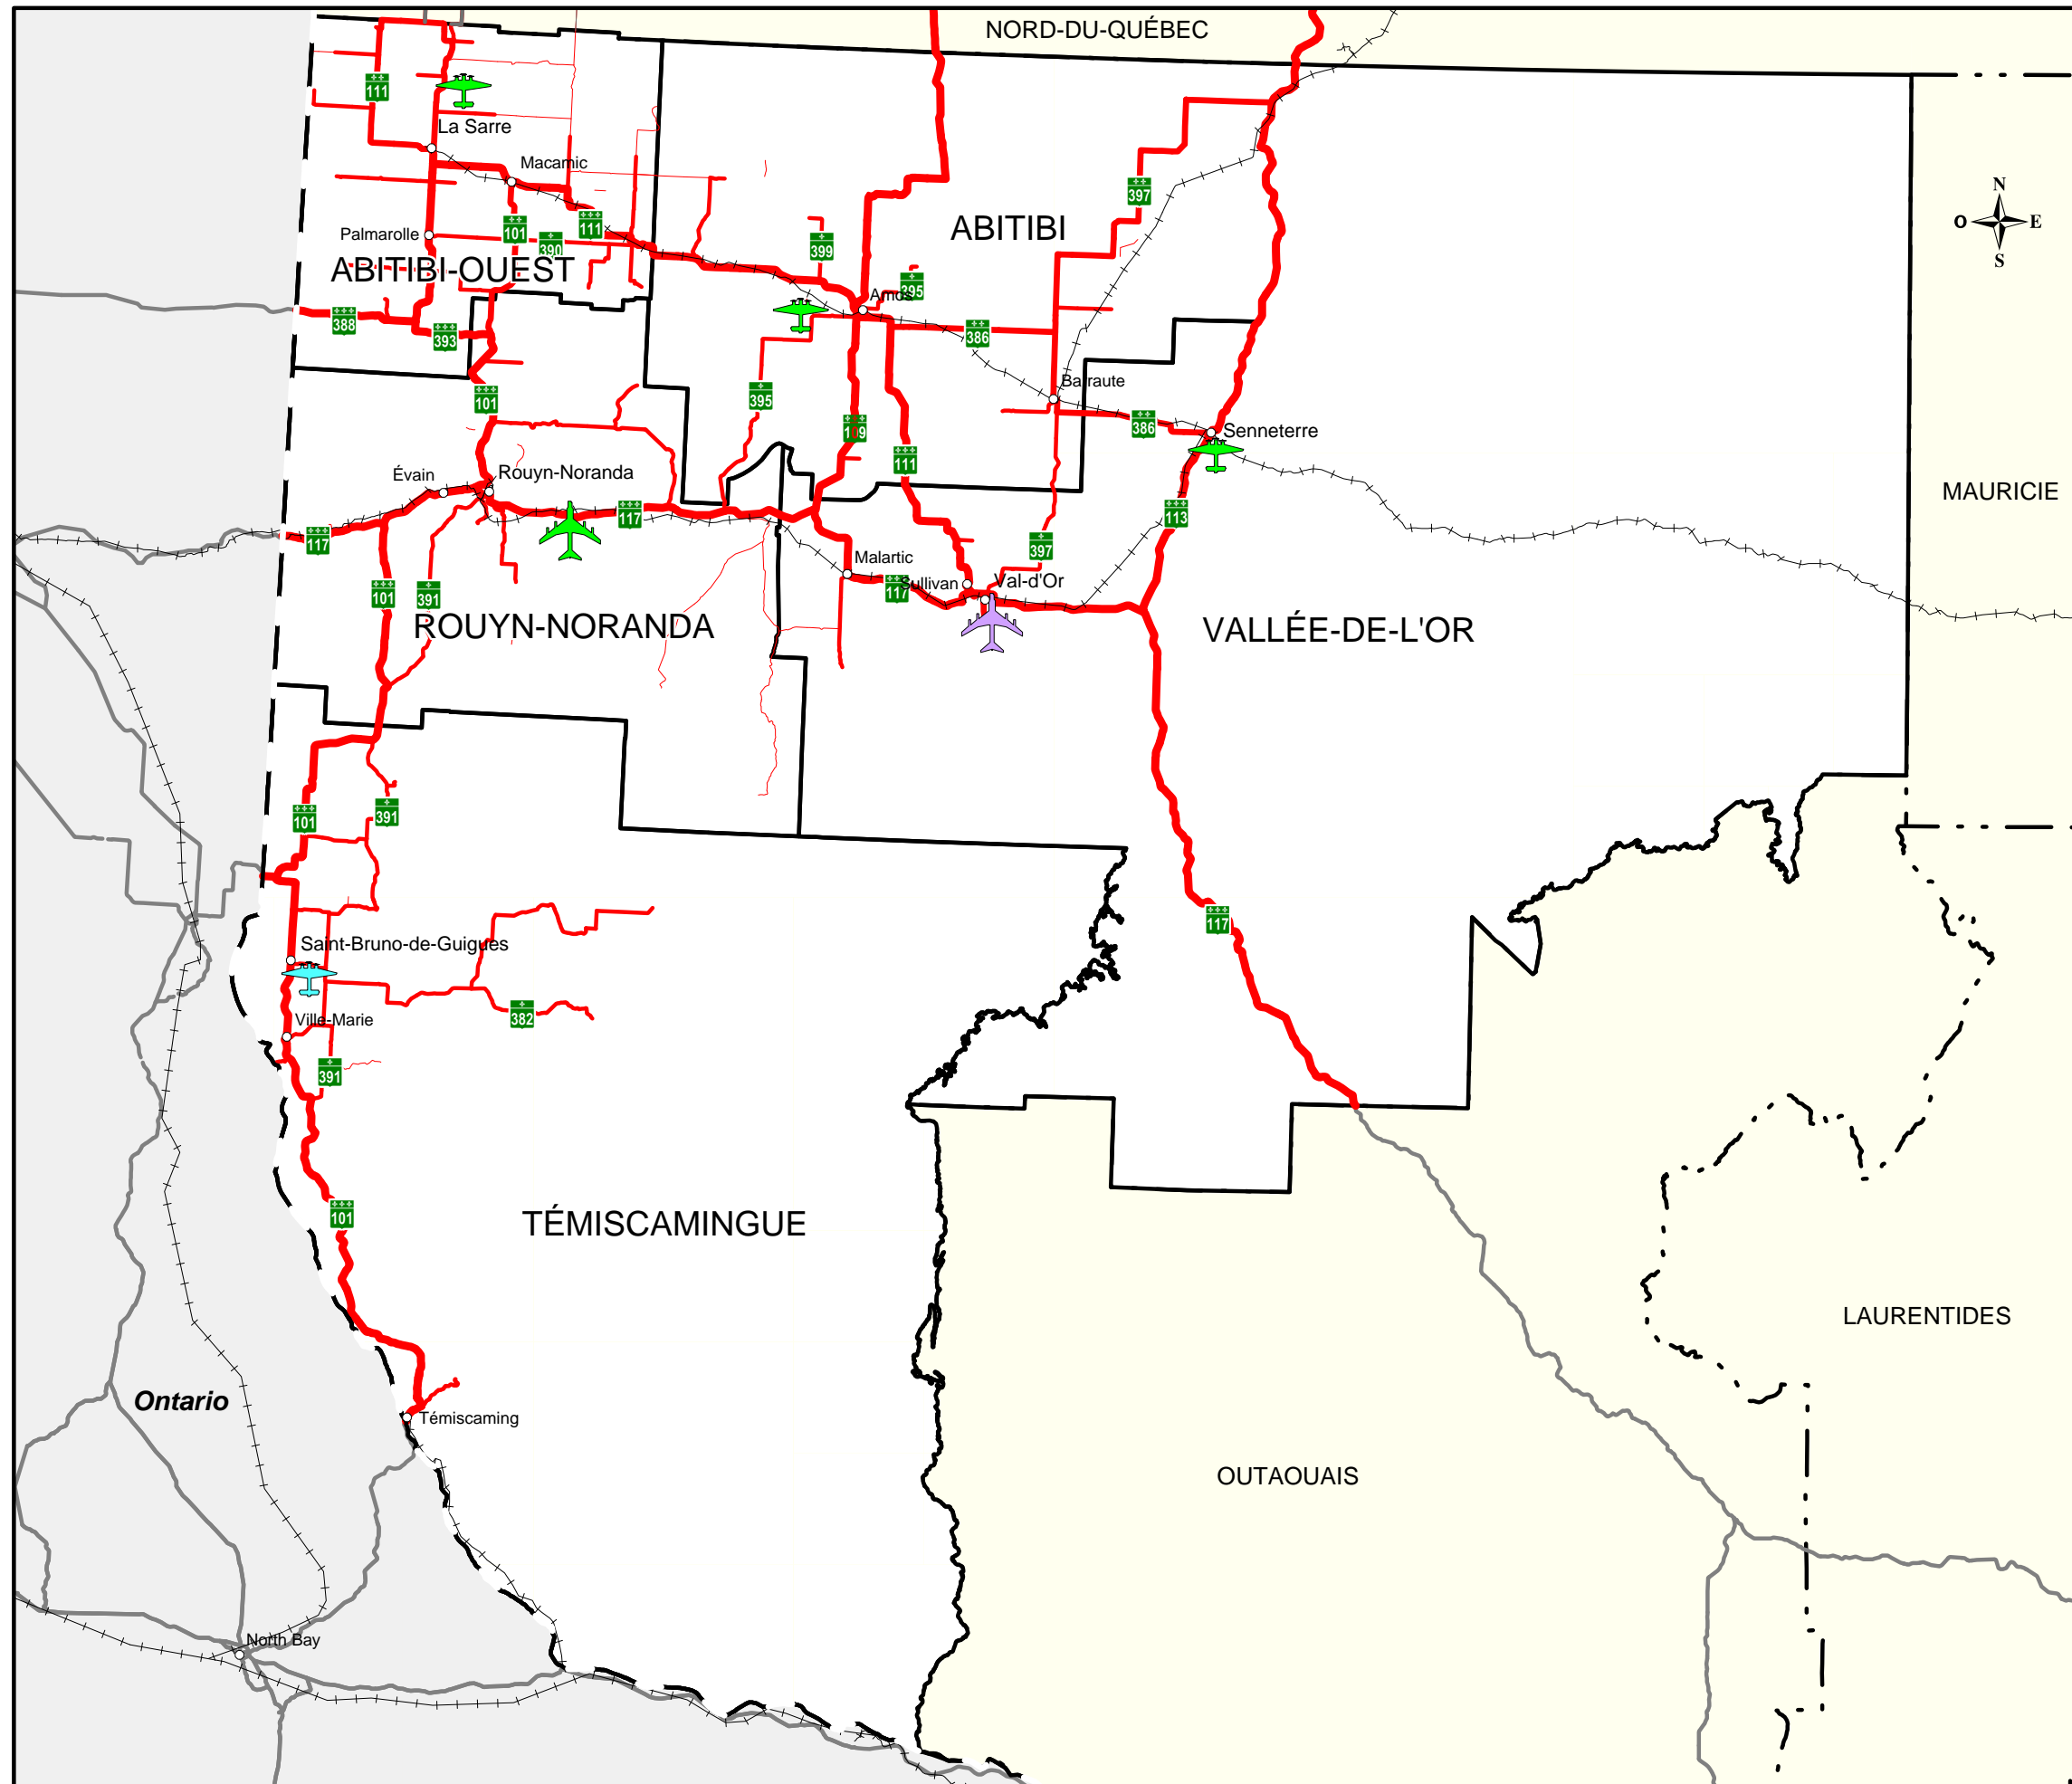 NORD-DU-QUÉBEC
111
La Sarre
Macamic
397
N
O
E
S
Palmarolle
101
111
390
399
ABITIBI
ABITIBI-OUEST
395
Amos
388
393
386
101
395
Barraute
109
386
Senneterre
111
Évain
Rouyn-Noranda
MAURICIE
117
117
113
Malartic
397
101
391
117
Sullivan
Val-d'Or
ROUYN-NORANDA
VALLÉE-DE-L'OR
101
391
117
Saint-Bruno-de-Guigues
382
Ville-Marie
391
101
TÉMISCAMINGUE
LAURENTIDES
Ontario
Témiscaming
OUTAOUAIS
North Bay